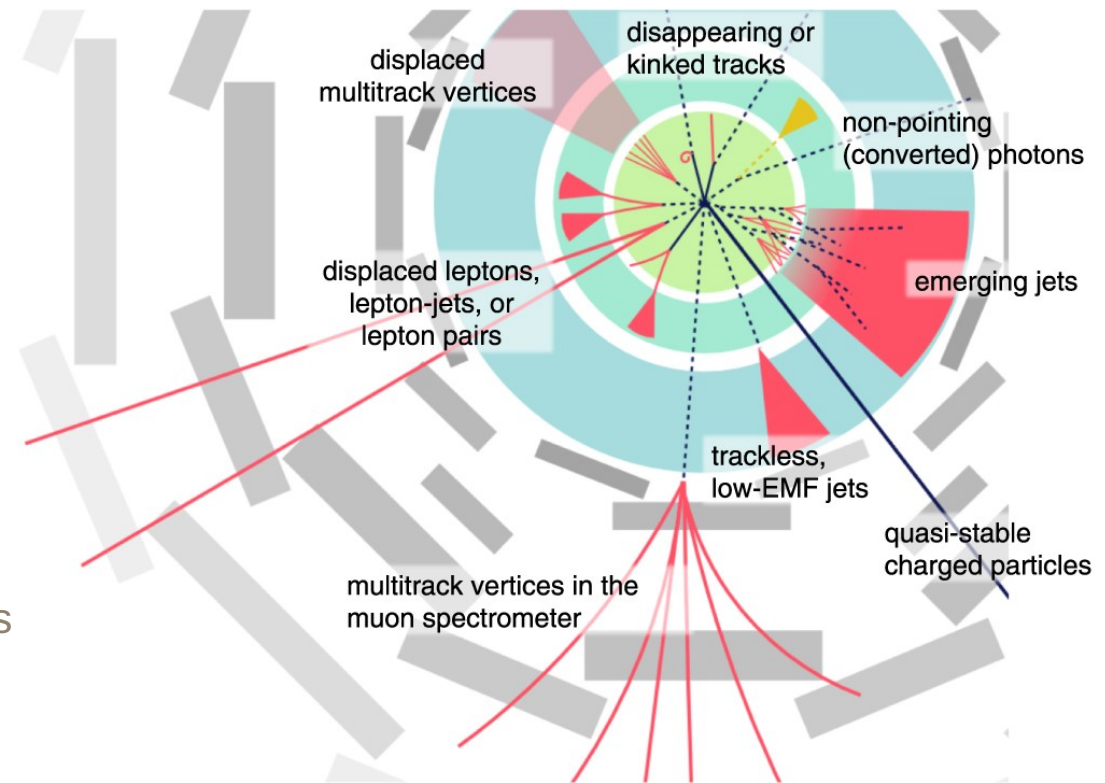 disappearing or
kinked tracks
displaced
multitrack vertices
non-pointing
(converted) photons
displaced leptons,
lepton-jets, or
lepton pairs
emerging jets
trackless,
low-EMF jets
quasi-stable
charged particles
multitrack vertices in the
muon spectrometer
s